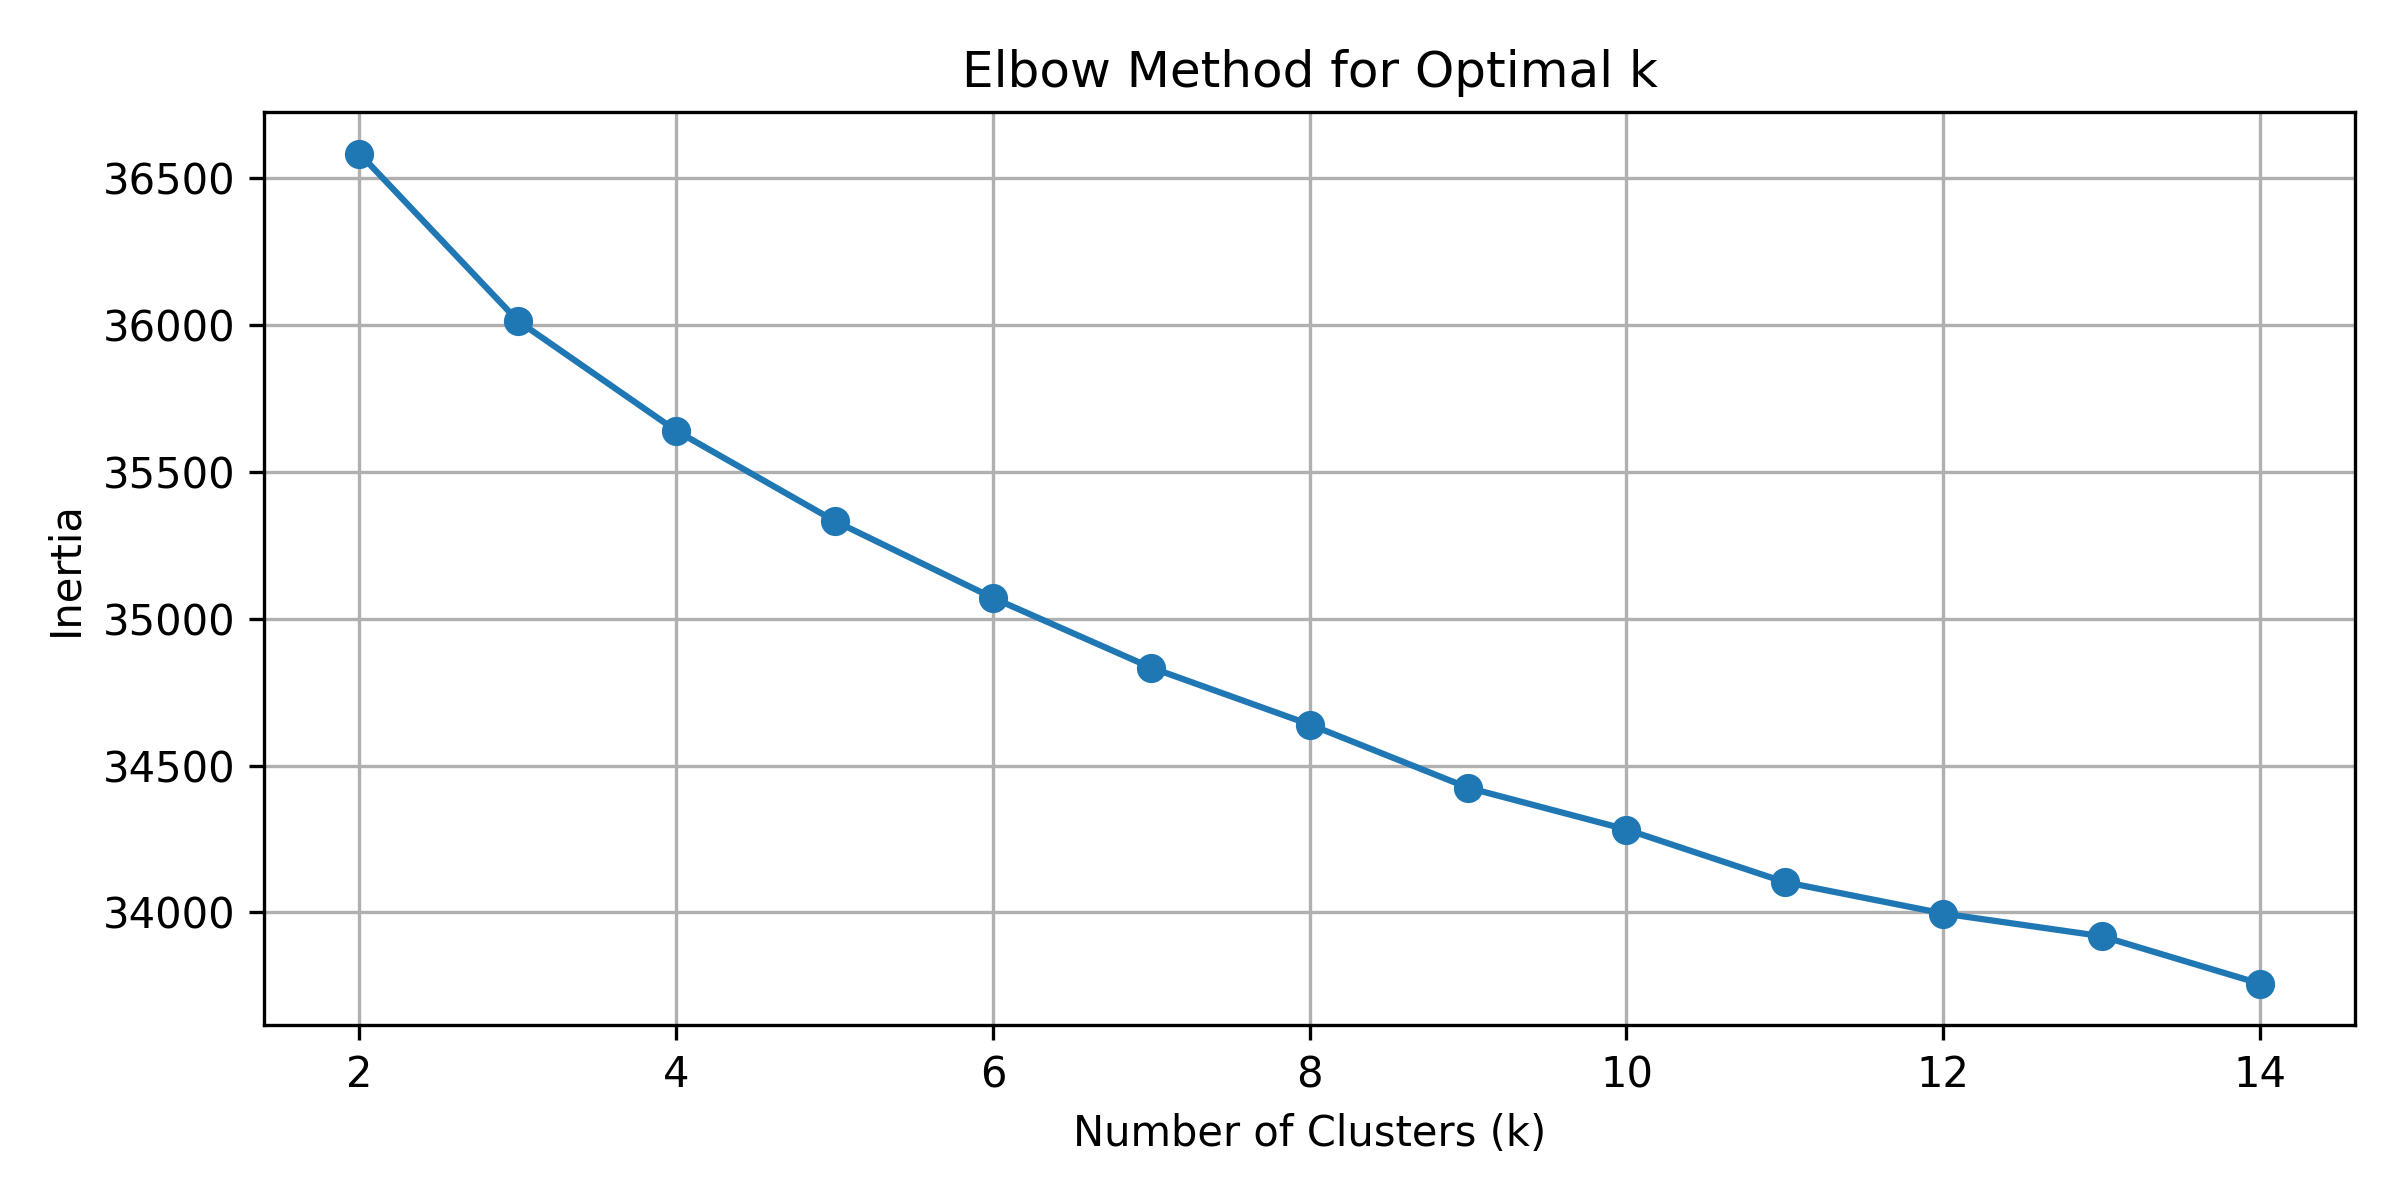 Elbow Method for Optimal k
36500
36000
35500
35000
34500
34000
Inertia
2 4 6 8 10 12 14
Number of Clusters (k)